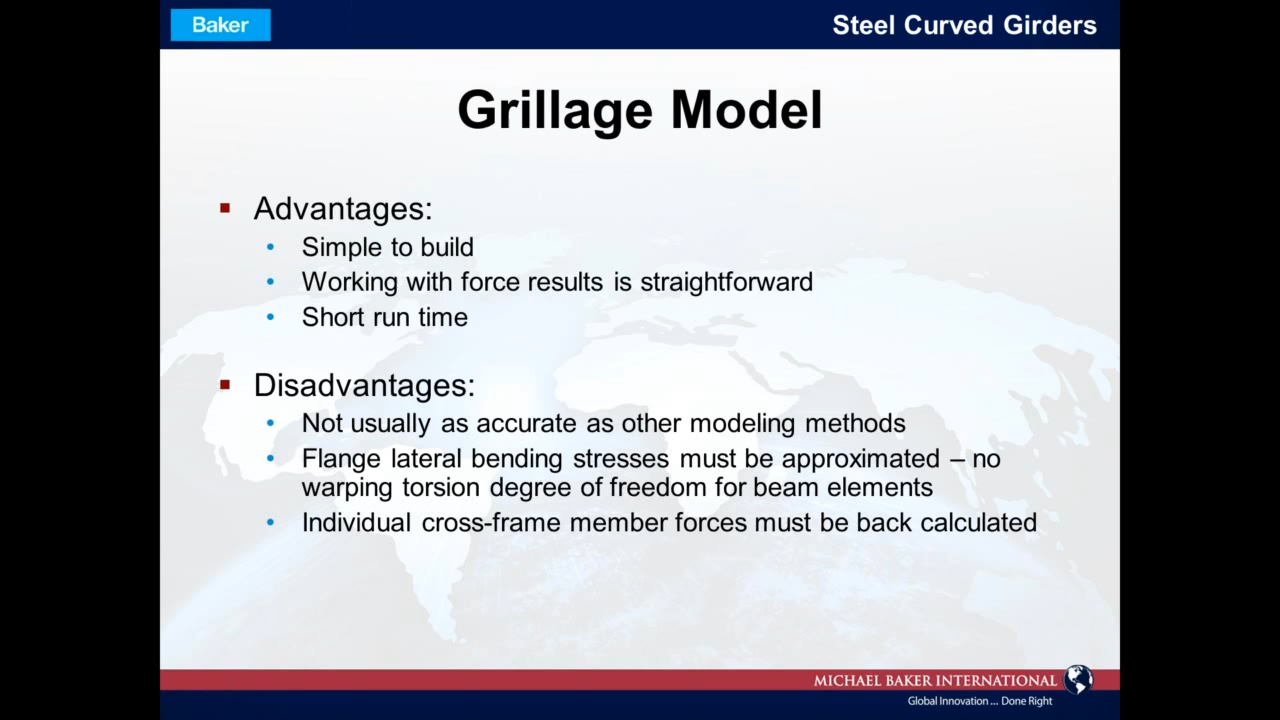 Baker
Steel Curved Girders
Grillage Model
Advantages:
Simple to build
Working with force results is straightforward
Short run time
Disadvantages:
Not usually as accurate as other modeling methods
Flange lateral bending stresses must be approximated – no
warping torsion degree of freedom for beam elements
Individual cross-frame member forces must be back calculated
MICHAEL BAKER INTERNATIONAL
Global Innovation ... Done Right